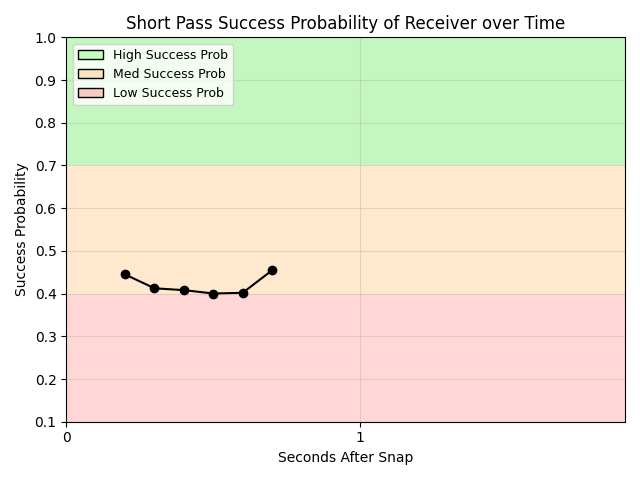 Short Pass Success Probability of Receiver over Time
1.0
0.9
0.8
0.7
0.6
0.5
0.4
0.3
0.2
0.1
Success Probability
High Success Prob
Med Success Prob
Low Success Prob
0 1
Seconds After Snap